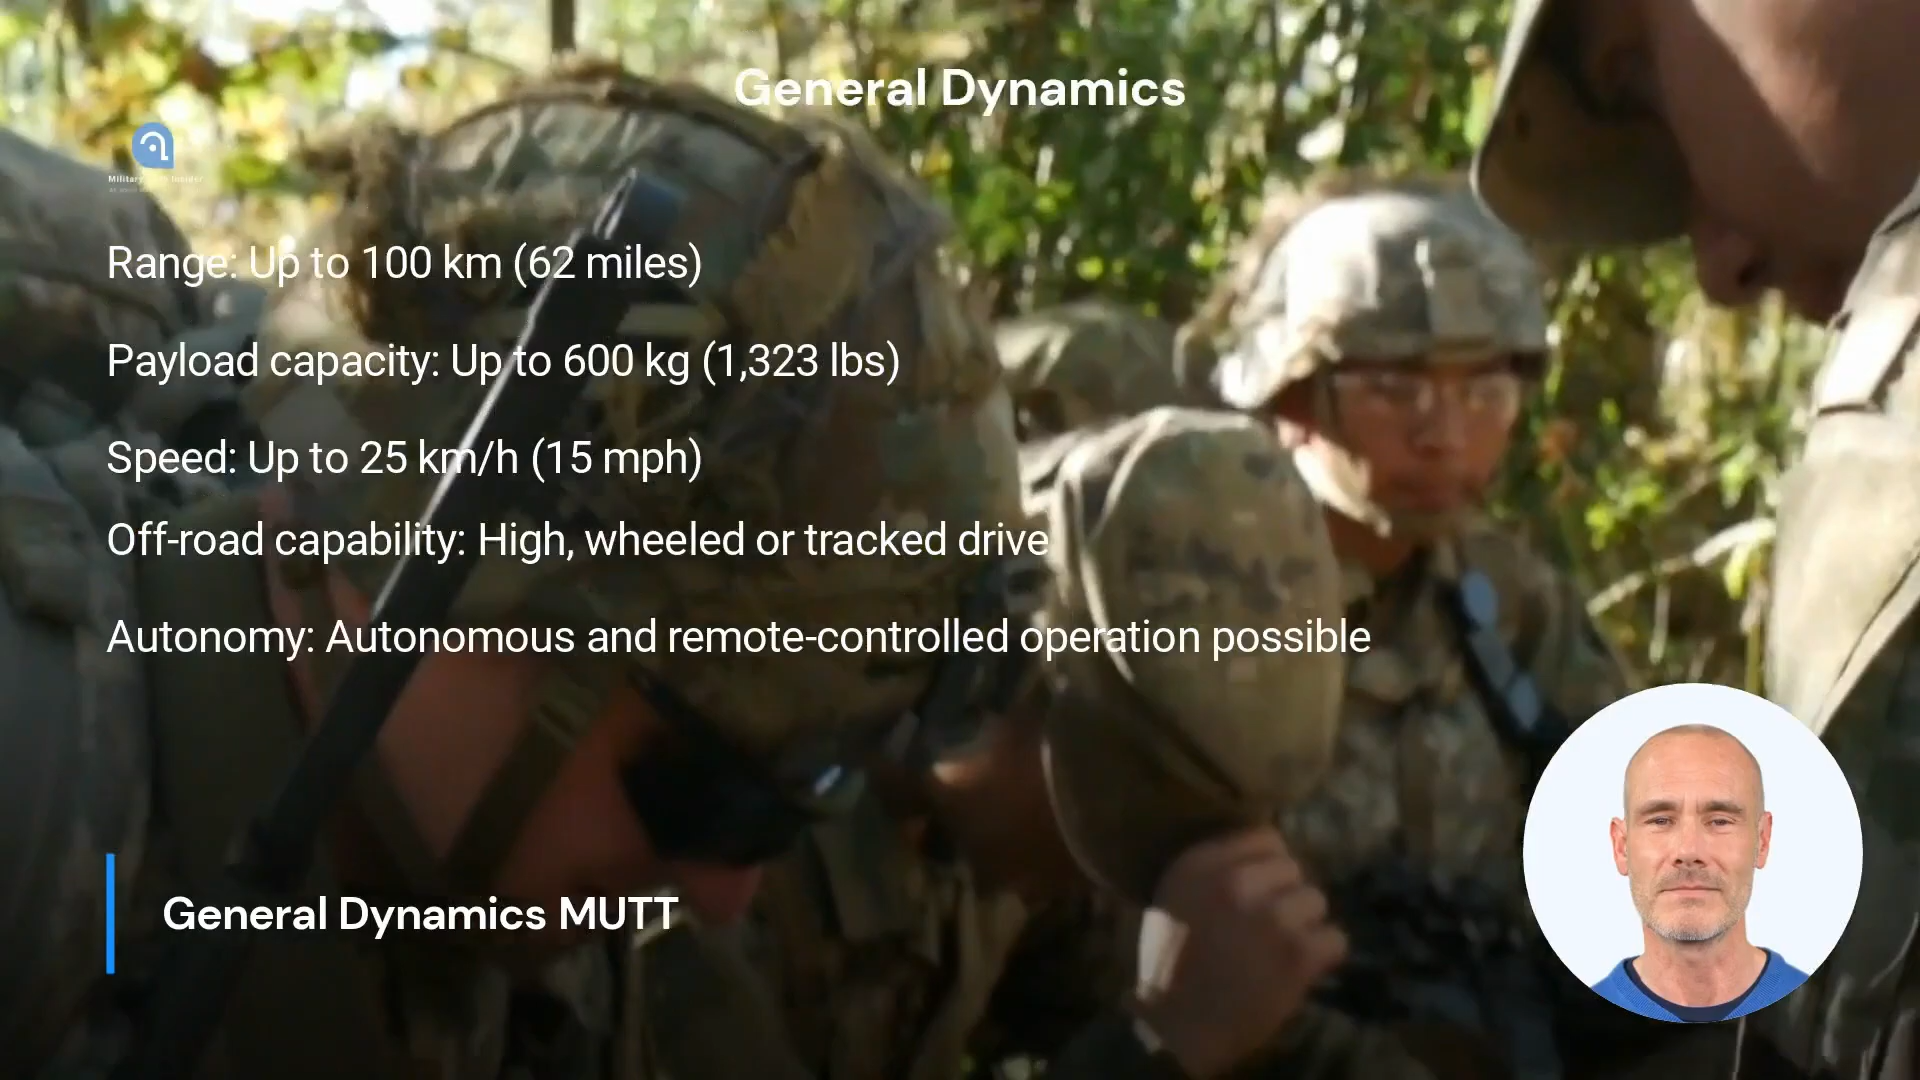 General Dynamics
Military Insider
Range: Up to 100 km (62 miles)
Payload capacity: Up to 600 kg (1,323 lbs)
Speed: Up to 25 km/h (15 mph)
Off-road capability: High, wheeled or tracked drive
Autonomy: Autonomous and remote-controlled operation possible
General Dynamics MUTT